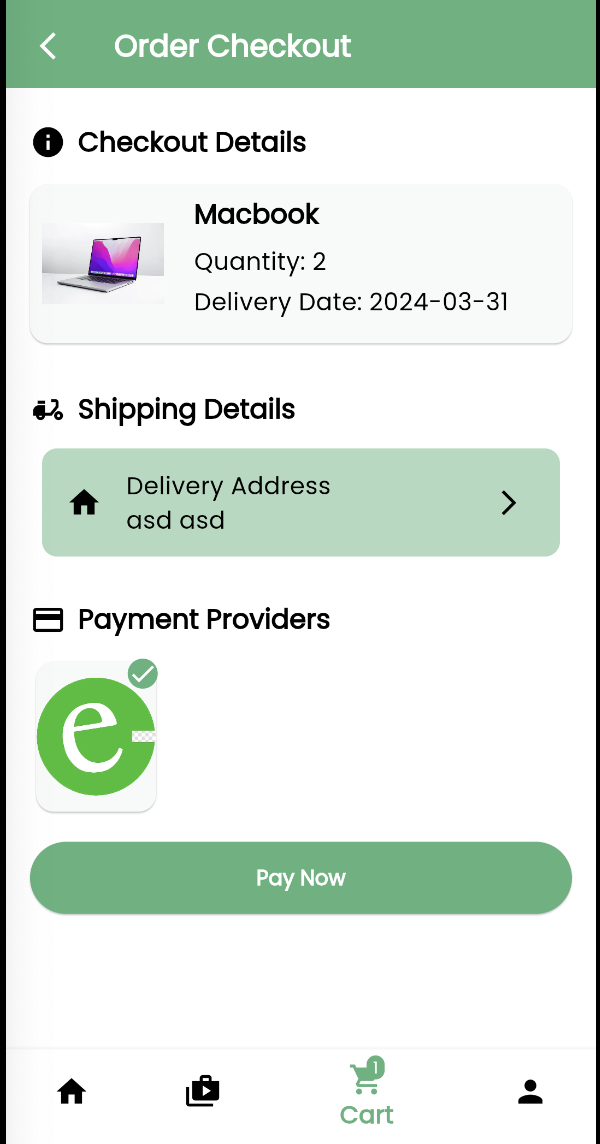 Order Checkout
Checkout Details
Macbook
Quantity: 2
Delivery Date: 2024-03-31
Shipping Details
Delivery Address
asd asd
Payment Providers
e
Pay Now
1
Cart